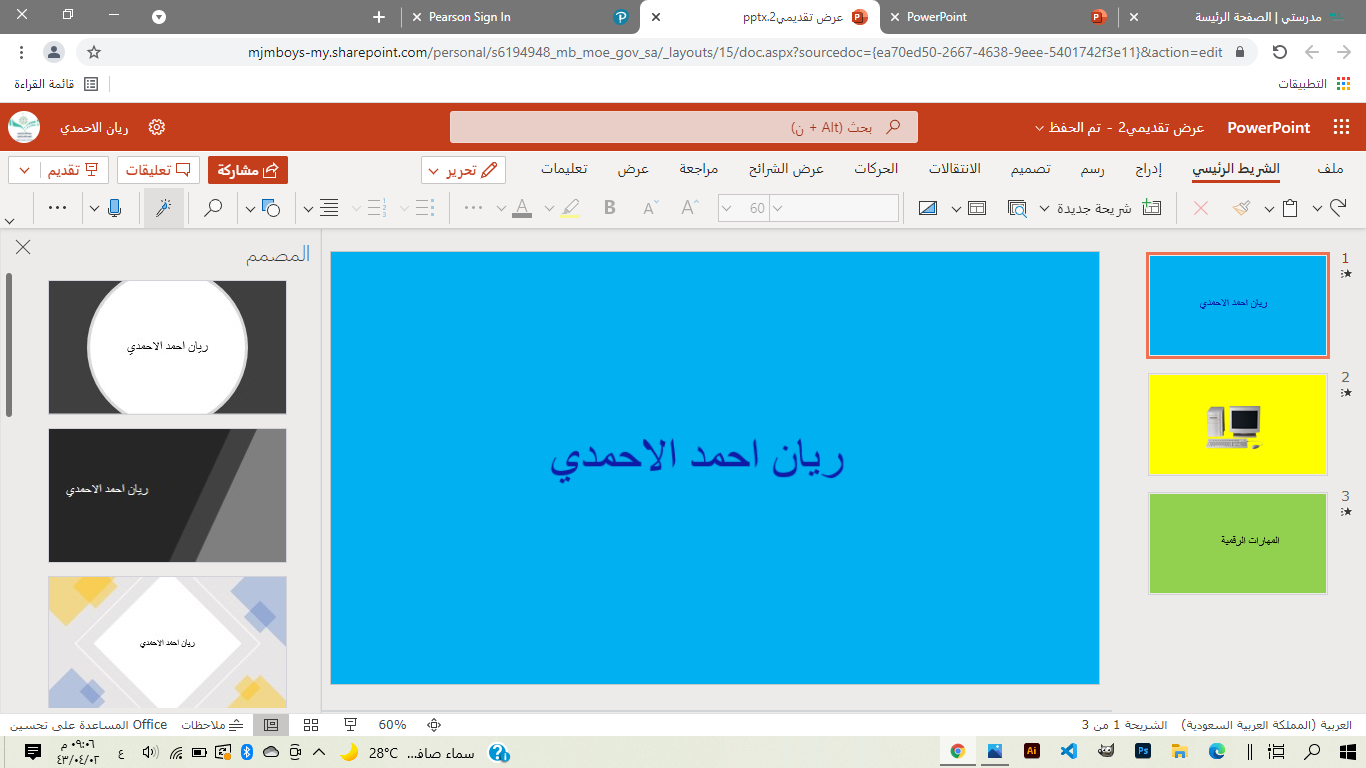 مدرستي | الصفحة الرئيسة
PowerPoint
عرض تقديمي2.pptx
Pearson Sign In
mjmboys-my.sharepoint.com/personal/s6194948_mb_moe_gov_sa/_layouts/15/doc.aspx?sourcedoc={ea70ed50-2667-4638-9eee-5401742f3e11}&action=edit
التطبيقات
قائمة القراءة
PowerPoint
عرض تقديمي2 - تم الحفظ
بحث (Alt + ن)
ريان الاحمدي
ملف
الشريط الرئيسي
إدراج
رسم
تصميم
الانتقالات
الحركات
عرض الشرائح
مراجعة
عرض
تعليمات
تحرير
مشاركة
تعليقات
تقديم
شريحة جديدة
60
B
A
A
A
1
ريان احمد الاحمدي
2
3
المهارات الرقمية
ريان احمد الاحمدي
المصمم
ريان احمد الاحمدي
ريان احمد الاحمدي
ريان احمد الاحمدي
العربية (المملكة العربية السعودية)
الشريحة 1 من 3
60%
ملاحظات
المساعدة على تحسين Office
Ps
Ai
سماء صافـ...
28°C
ع
٠٩:٠٦ م
٤٣/٠٤/٠٢